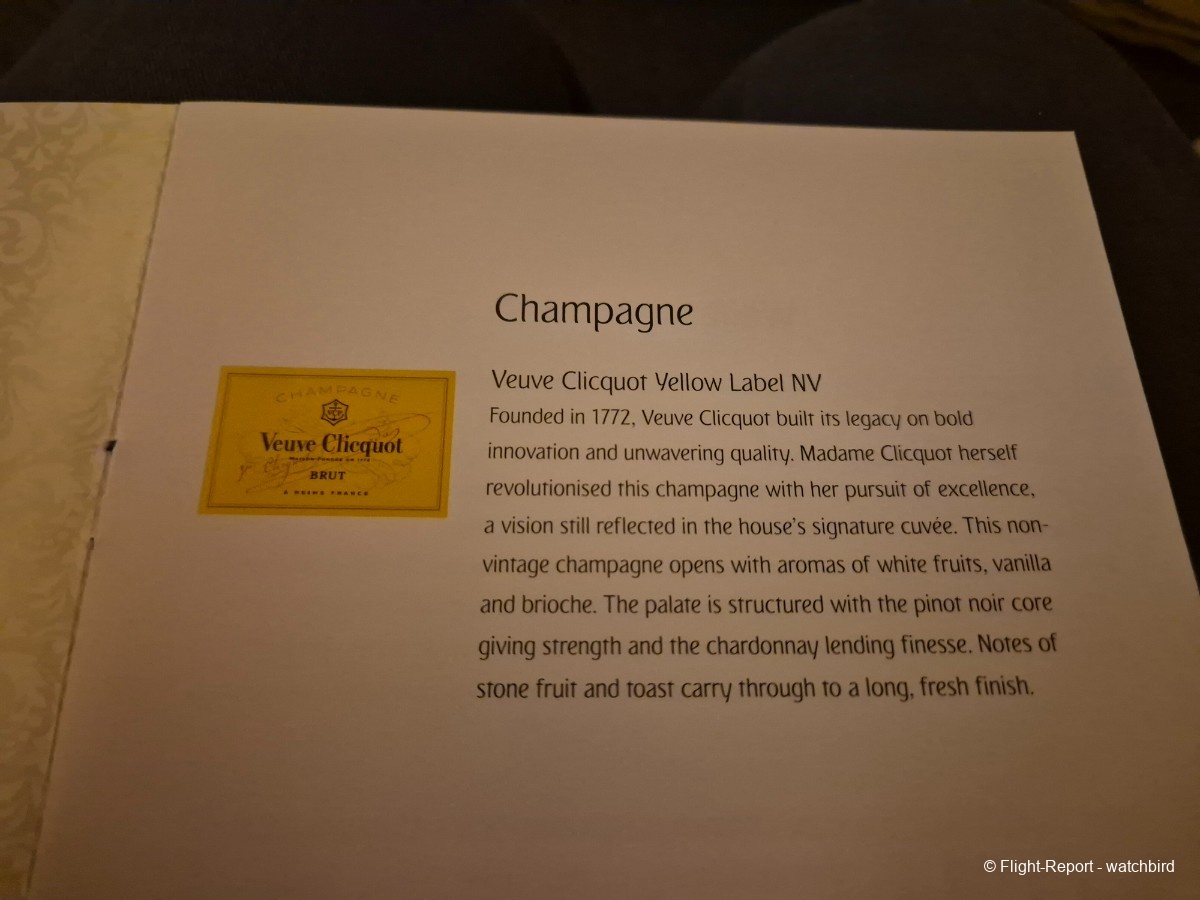 Champagne
CHAMPAGNE
Veuve Clicquot
BRUT
A REIMS FRANCE
Veuve Clicquot Yellow Label NV
Founded in 1772, Veuve Clicquot built its legacy on bold
innovation and unwavering quality. Madame Clicquot herself
revolutionised this champagne with her pursuit of excellence,
a vision still reflected in the house's signature cuvée. This non-
vintage champagne opens with aromas of white fruits, vanilla
and brioche. The palate is structured with the pinot noir core
giving strength and the chardonnay lending finesse. Notes of
stone fruit and toast carry through to a long, fresh finish.
© Flight-Report - watchbird